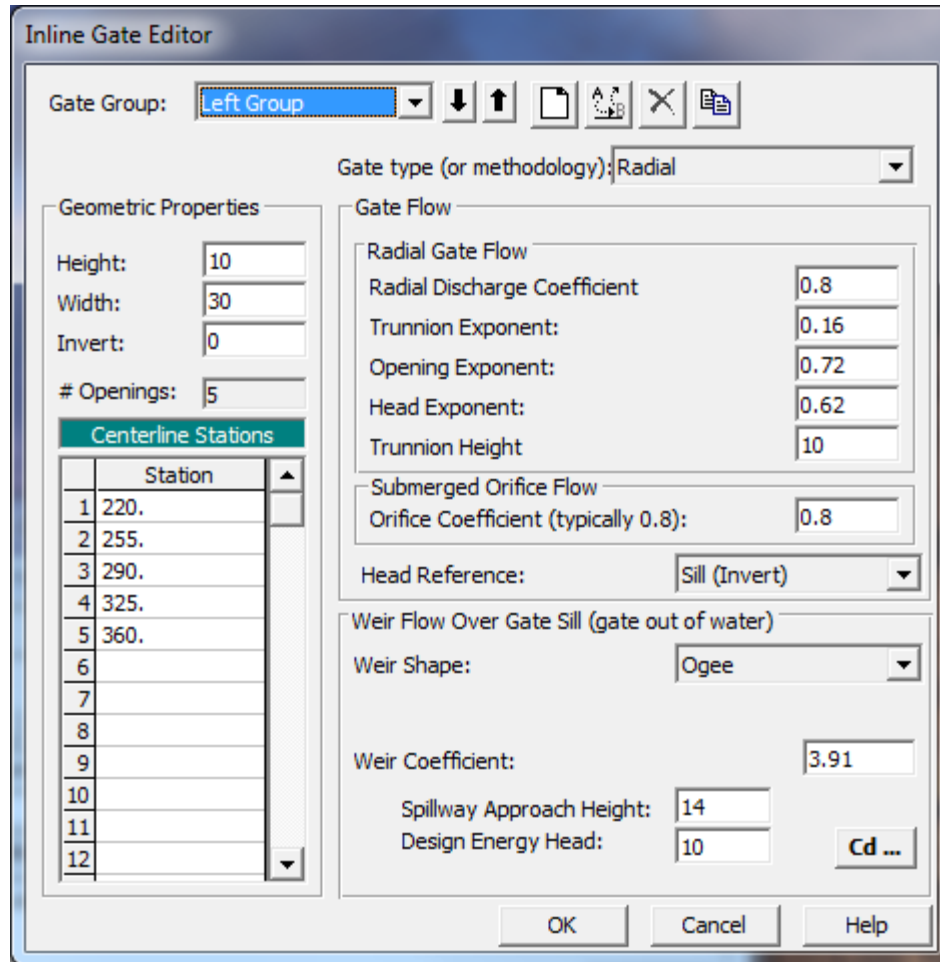 Inline Gate Editor
Gate Group: Left Group
Gate type (or methodology): Radial
Geometric Properties
Height: 10
Width: 30
Invert: 0
# Openings: 5
Centerline Stations
Station
1 220.
2 255.
3 290.
4 325.
5 360.
6
7
8
9
10
11
12
Gate Flow
Radial Gate Flow
Radial Discharge Coefficient 0.8
Trunnion Exponent: 0.16
Opening Exponent: 0.72
Head Exponent: 0.62
Trunnion Height 10
Submerged Orifice Flow
Orifice Coefficient (typically 0.8): 0.8
Head Reference: Sill (Invert)
Weir Flow Over Gate Sill (gate out of water)
Weir Shape: Ogee
Weir Coefficient: 3.91
Spillway Approach Height: 14
Design Energy Head: 10
Cd ...
OK Cancel Help